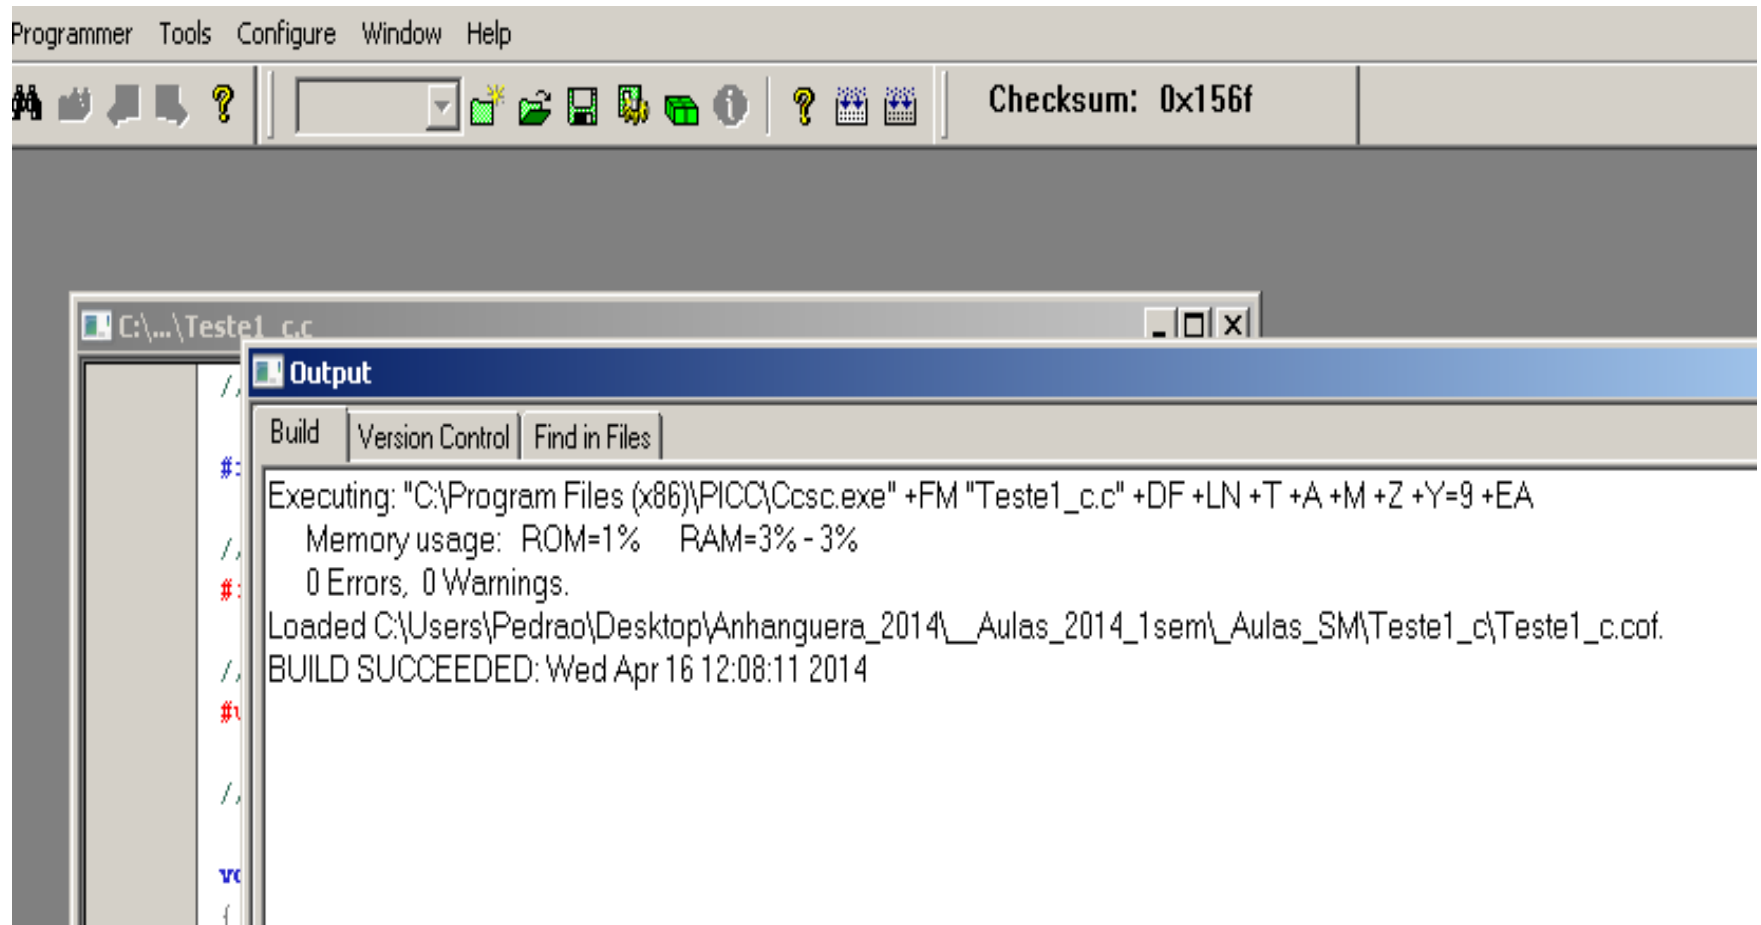 Programmer Tools Configure Window Help
Checksum: 0x156f
C:\...\Teste1_c.c
Output
Build Version Control Find in Files
Executing: "C:\Program Files (x86)\PICC\Ccsc.exe" +FM "Teste1_c.c" +DF +LN +T +A +M +Z +Y=9 +EA
Memory usage: ROM=1% RAM=3% - 3%
0 Errors, 0 Warnings.
Loaded C:\Users\Pedrao\Desktop\Anhanguera_2014\__Aulas_2014_1sem\_Aulas_SM\Teste1_c\Teste1_c.cof.
BUILD SUCCEEDED: Wed Apr 16 12:08:11 2014